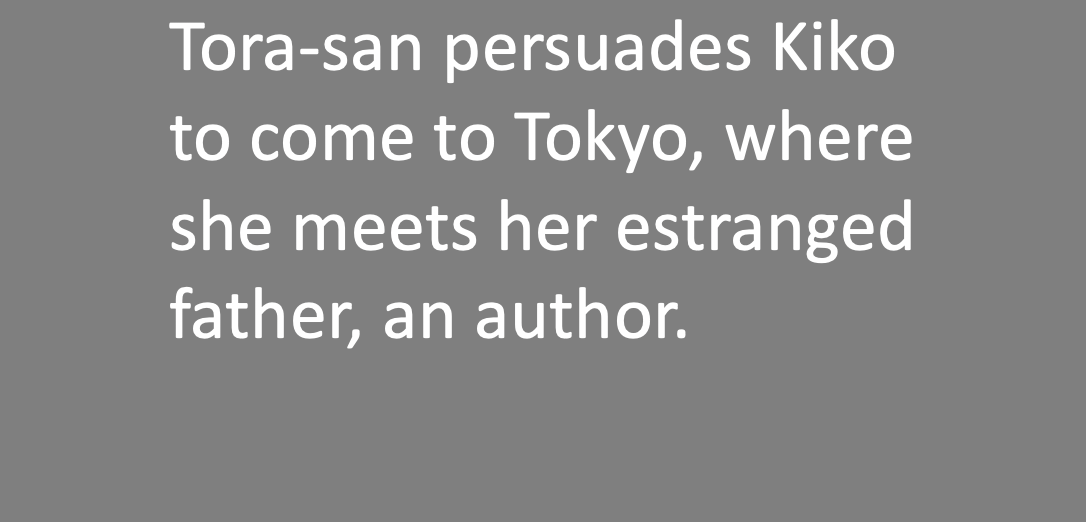 Tora-san persuades Kiko
to come to Tokyo, where
she meets her estranged
father, an author.